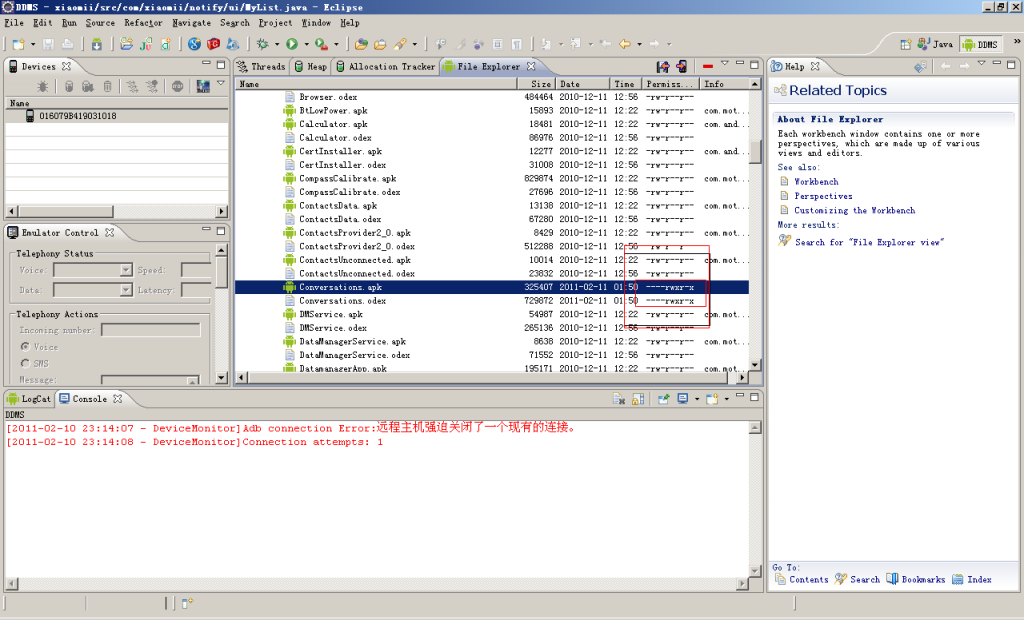 DDMS - xiaomii/src/com/xiaomii/notify/ui/MyList.java - Eclipse
File Edit Run Source Refactor Navigate Search Project Window Help
Java DDMS
Devices
Name
016079B419031018
Emulator Control
Telephony Status
Voice: Speed:
Data: Latency:
Telephony Actions
Incoming number:
Voice
SMS
Message:
Threads Heap Allocation Tracker File Explorer
Name Size Date Time Permiss... Info
Browser.odex 484464 2010-12-11 12:56 -rw-r--r--
BtLowPower.apk 15893 2010-12-11 12:22 -rw-r--r-- com.mot...
Calculator.apk 18481 2010-12-11 12:22 -rw-r--r-- com.and...
Calculator.odex 86976 2010-12-11 12:56 -rw-r--r--
CertInstaller.apk 12277 2010-12-11 12:22 -rw-r--r-- com.and...
CertInstaller.odex 31008 2010-12-11 12:56 -rw-r--r--
CompassCalibrate.apk 829874 2010-12-11 12:22 -rw-r--r-- com.mot...
CompassCalibrate.odex 27696 2010-12-11 12:56 -rw-r--r--
ContactsData.apk 13138 2010-12-11 12:22 -rw-r--r-- com.mot...
ContactsData.odex 67280 2010-12-11 12:56 -rw-r--r--
ContactsProvider2_0.apk 8429 2010-12-11 12:22 -rw-r--r-- com.mot...
ContactsProvider2_0.odex 512288 2010-12-11 12:56 -rw-r--r--
ContactsUnconnected.apk 10014 2010-12-11 12:22 -rw-r--r-- com.mot...
ContactsUnconnected.odex 23832 2010-12-11 12:56 -rw-r--r--
Conversations.apk 325407 2011-02-11 01:50 ----rwxr-x
Conversations.odex 729872 2011-02-11 01:50 ----rwxr-x
DMService.apk 54987 2010-12-11 12:22 -rw-r--r-- com.mot...
DMService.odex 265136 2010-12-11 12:56 -rw-r--r--
DataManagerService.apk 8638 2010-12-11 12:22 -rw-r--r-- com.mot...
DataManagerService.odex 71552 2010-12-11 12:56 -rw-r--r--
DatamanagerApp.apk 195171 2010-12-11 12:22 -rw-r--r-- com.mot...
Help
Related Topics
About File Explorer
Each workbench window contains one or more
perspectives, which are made up of various
views and editors.
See also:
Workbench
Perspectives
Customizing the Workbench
More results:
Search for "File Explorer view"
Go To:
Contents Search Bookmarks Index
LogCat Console
DDMS
[2011-02-10 23:14:07 - DeviceMonitor]Adb connection Error:远程主机强迫关闭了一个现有的连接。
[2011-02-10 23:14:08 - DeviceMonitor]Connection attempts: 1